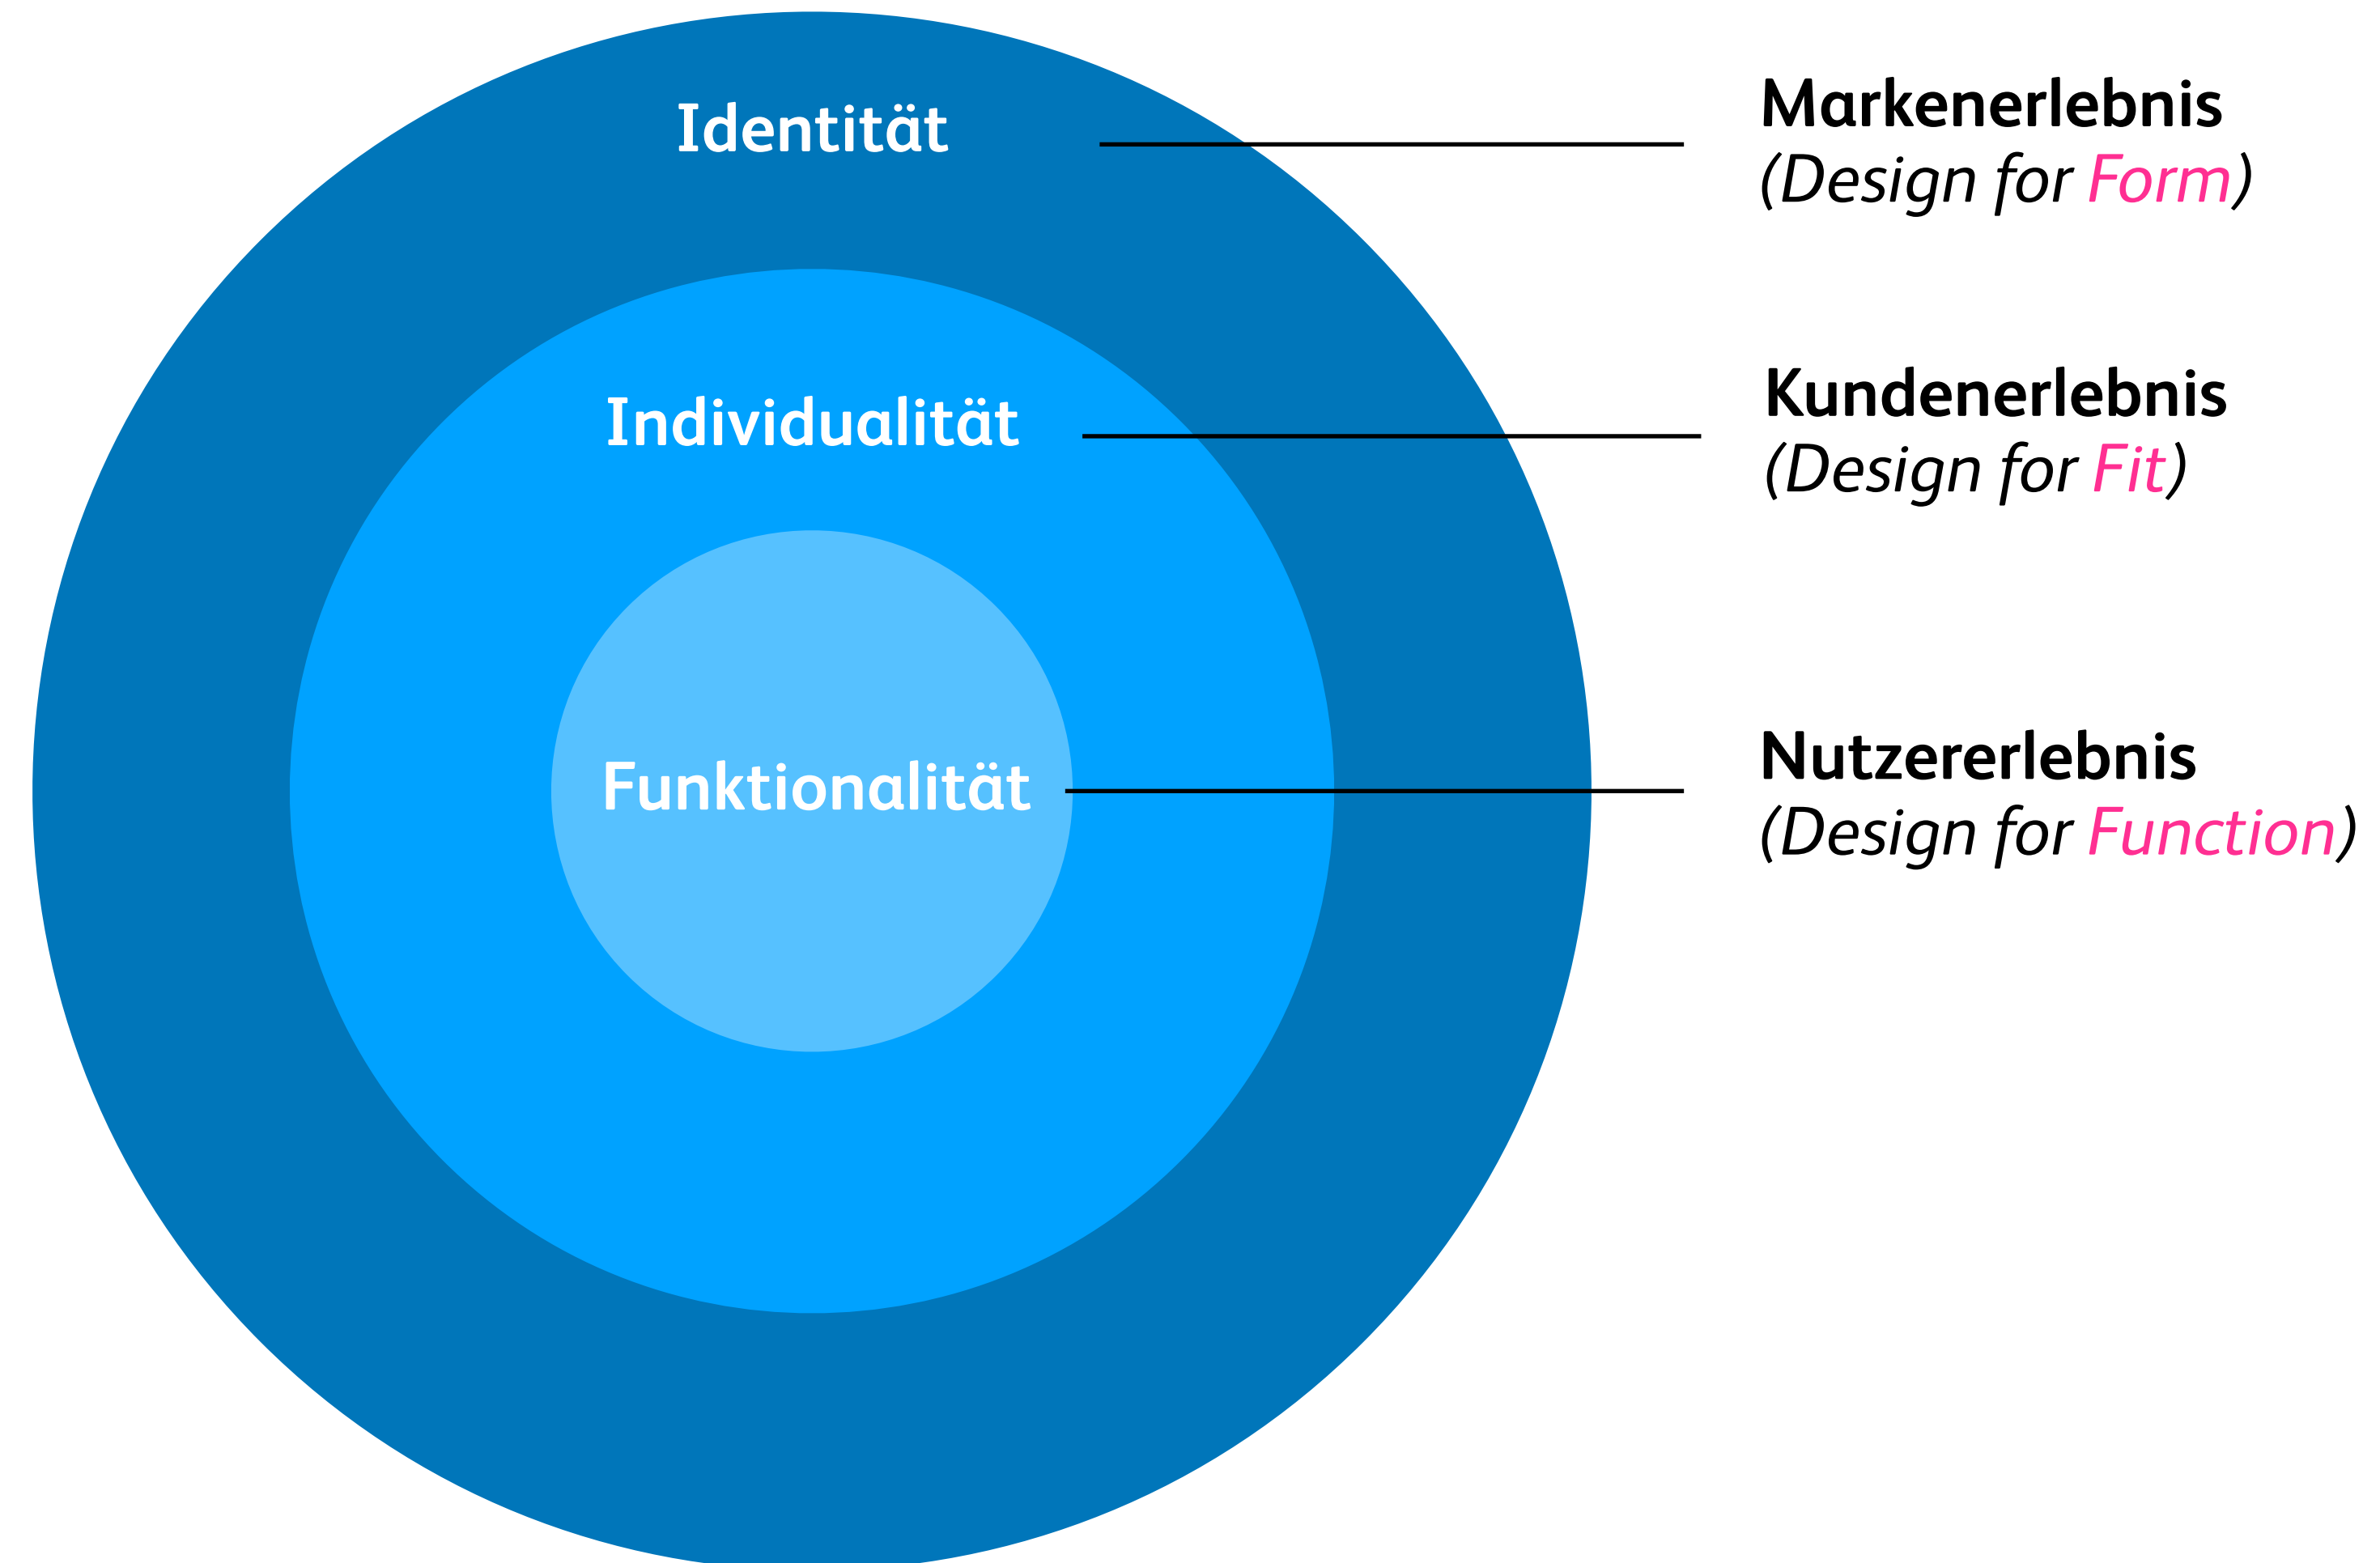 Identität
Markenerlebnis
(Design for Form)
Individualität
Kundenerlebnis
(Design for Fit)
Funktionalität
Nutzererlebnis
(Design for Function)